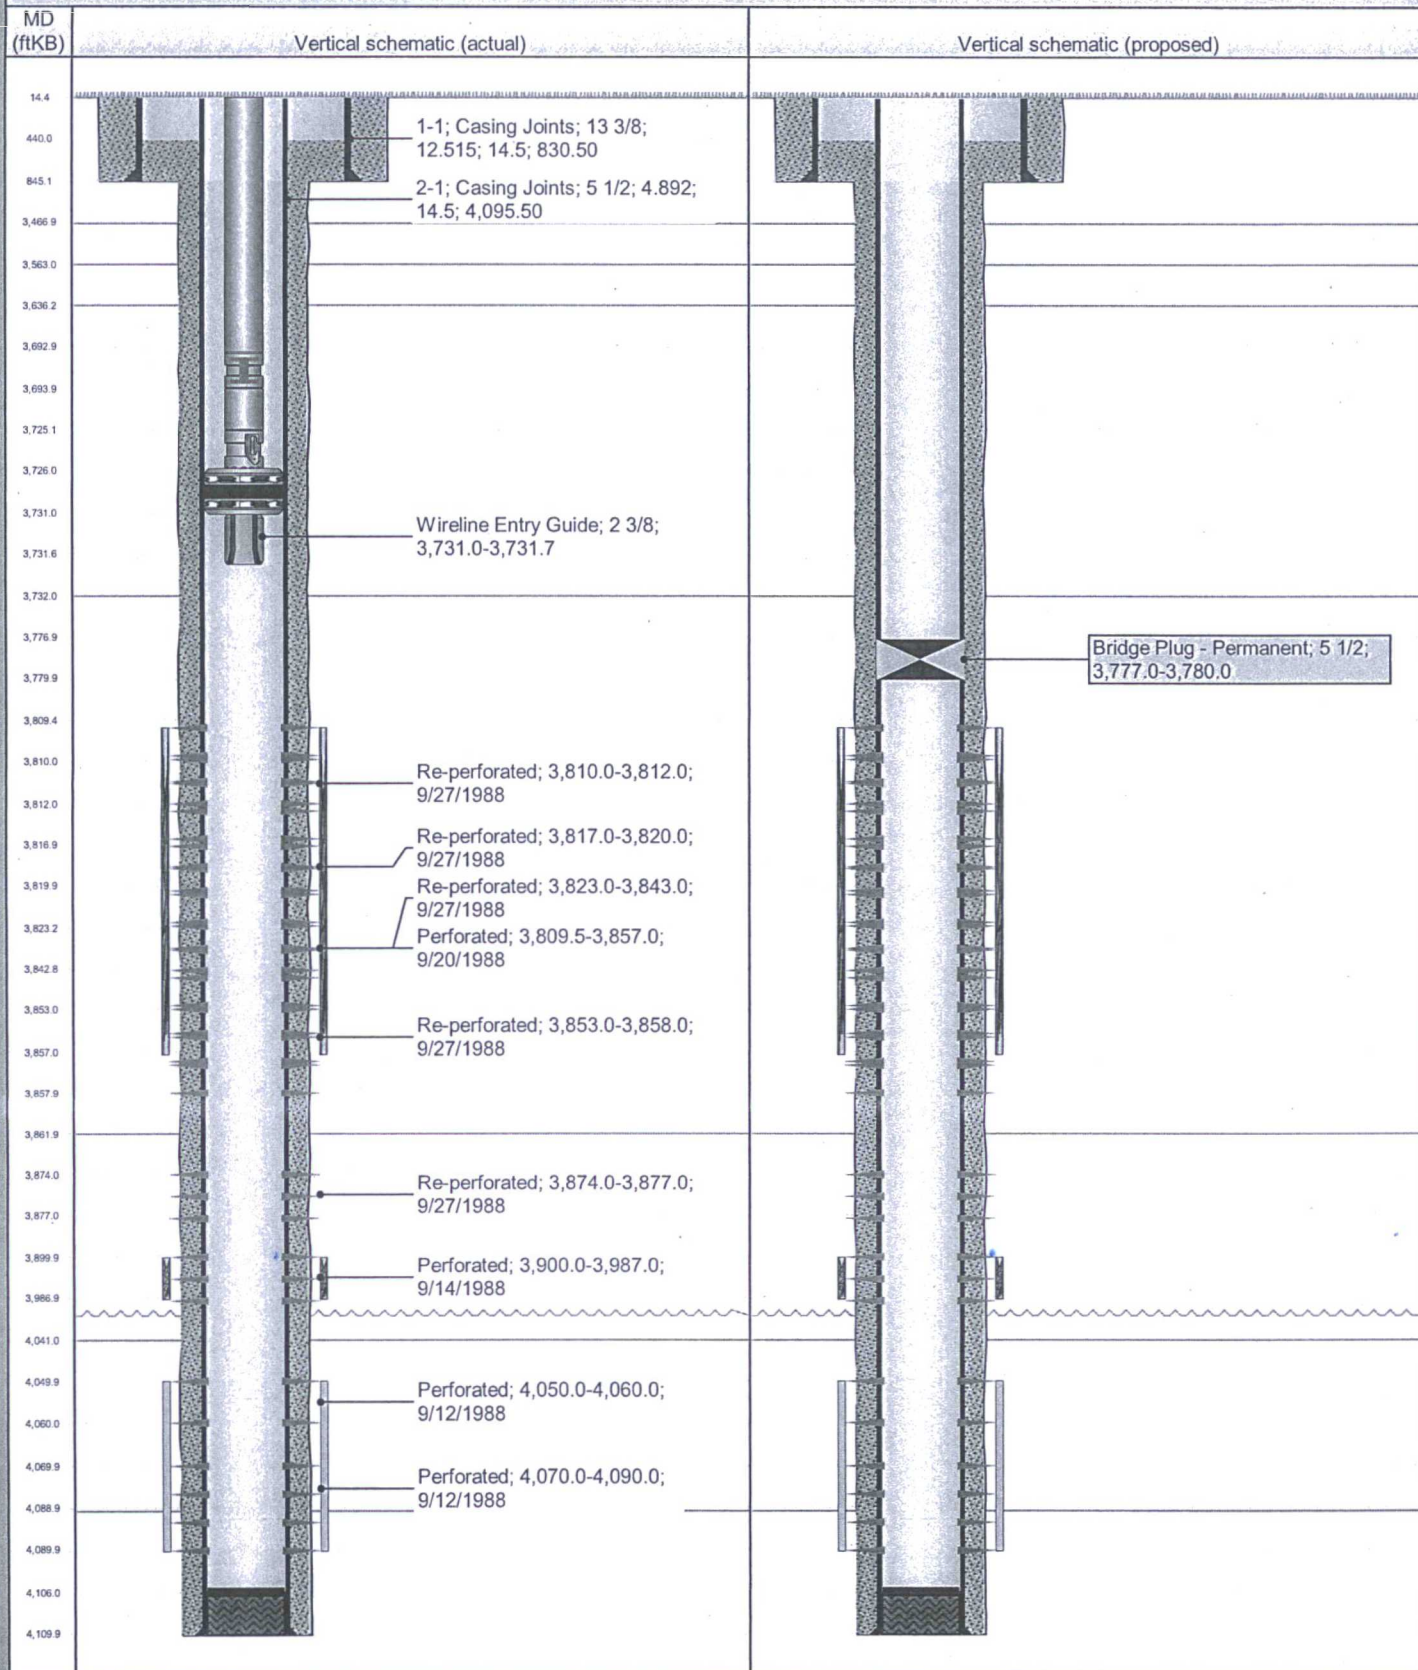 MD
(ftKB)
Vertical schematic (actual)
Vertical schematic (proposed)
14.4
440.0
845.1
3,466.9
3,563.0
3,636.2
3,692.9
3,693.9
3,725.1
3,726.0
3,731.0
3,731.6
3,732.0
3,776.9
3,779.9
3,809.4
3,810.0
3,812.0
3,816.9
3,819.9
3,823.2
3,842.8
3,853.0
3,857.0
3,857.9
3,861.9
3,874.0
3,877.0
3,899.9
3,986.9
4,041.0
4,049.9
4,060.0
4,069.9
4,088.9
4,089.9
4,106.0
4,109.9
1-1; Casing Joints; 13 3/8;
12.515; 14.5; 830.50
2-1; Casing Joints; 5 1/2; 4.892;
14.5; 4,095.50
Wireline Entry Guide; 2 3/8;
3,731.0-3,731.7
Re-perforated; 3,810.0-3,812.0;
9/27/1988
Re-perforated; 3,817.0-3,820.0;
9/27/1988
Re-perforated; 3,823.0-3,843.0;
9/27/1988
Perforated; 3,809.5-3,857.0;
9/20/1988
Re-perforated; 3,853.0-3,858.0;
9/27/1988
Re-perforated; 3,874.0-3,877.0;
9/27/1988
Perforated; 3,900.0-3,987.0;
9/14/1988
Perforated; 4,050.0-4,060.0;
9/12/1988
Perforated; 4,070.0-4,090.0;
9/12/1988
Bridge Plug - Permanent; 5 1/2;
3,777.0-3,780.0